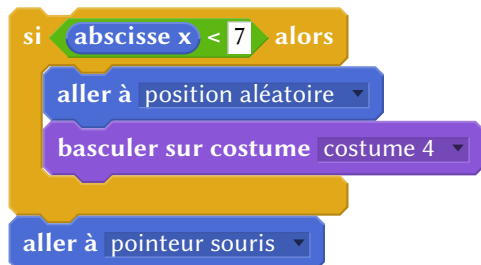 si abscisse x < 7 alors
aller à position aléatoire
basculer sur costume costume 4
aller à pointeur souris